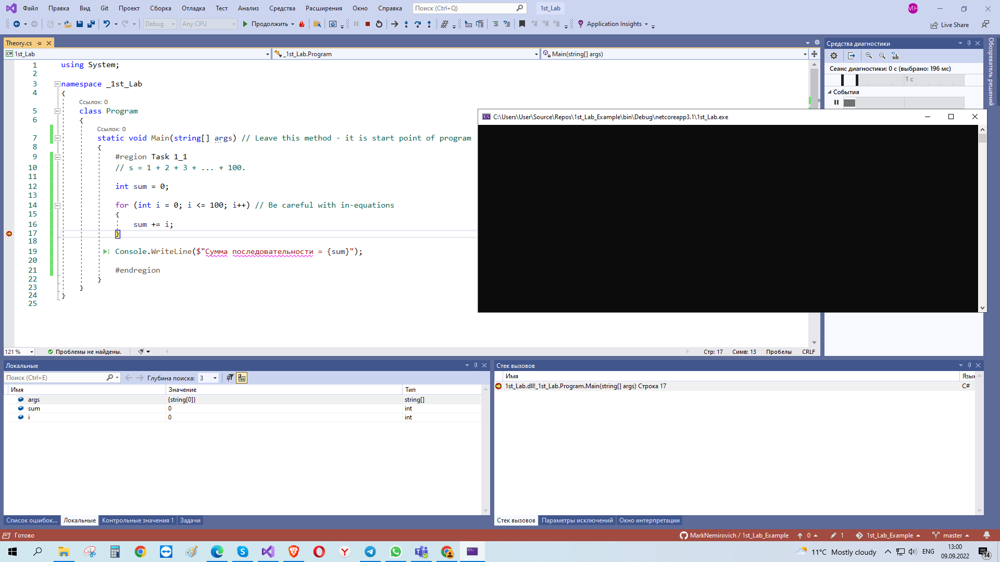 Файл Правка Вид Git Проект Сборка Отладка Тест Анализ Средства Расширения Окно Справка Поиск (Ctrl+Q) 1st_Lab MH
Debug Any CPU Продолжить Application Insights Live Share
Theory.cs
1st_Lab _1st_Lab.Program Main(string[] args)
1 using System;
2
3 namespace _1st_Lab
4 {
Ссылок: 0
5 class Program
6 {
Ссылок: 0
7 static void Main(string[] args) // Leave this method - it is start point of program
8 {
9 #region Task 1_1
10 // s = 1 + 2 + 3 + ... + 100.
11
12 int sum = 0;
13
14 for (int i = 0; i <= 100; i++) // Be careful with in-equations
15 {
16 sum += i;
17 }
18
19 Console.WriteLine($"Сумма последовательности = {sum}");
20
21 #endregion
22 }
23 }
24 }
25
121 % Проблемы не найдены. Стр: 17 Симв: 13 Пробелы CRLF
Средства диагностики
Сеанс диагностики: 0 с (выбрано: 196 мс)
1 с
События
Обозреватель решений
C:\Users\User\Source\Repos\1st_Lab_Example\bin\Debug\netcoreapp3.1\1st_Lab.exe
Локальные
Поиск (Ctrl+E) Глубина поиска: 3
Имя Значение Тип
args {string[0]} string[]
sum 0 int
i 0 int
Список ошибок... Локальные Контрольные значения 1 Задачи
Стек вызовов
Имя Язык
1st_Lab.dll!_1st_Lab.Program.Main(string[] args) Строка 17 C#
Стек вызовов Параметры исключений Окно интерпретации
Готово MarkNemirovich / 1st_Lab_Example 0 1 1st_Lab_Example master
11°C Mostly cloudy ENG 13:00
09.09.2022 14